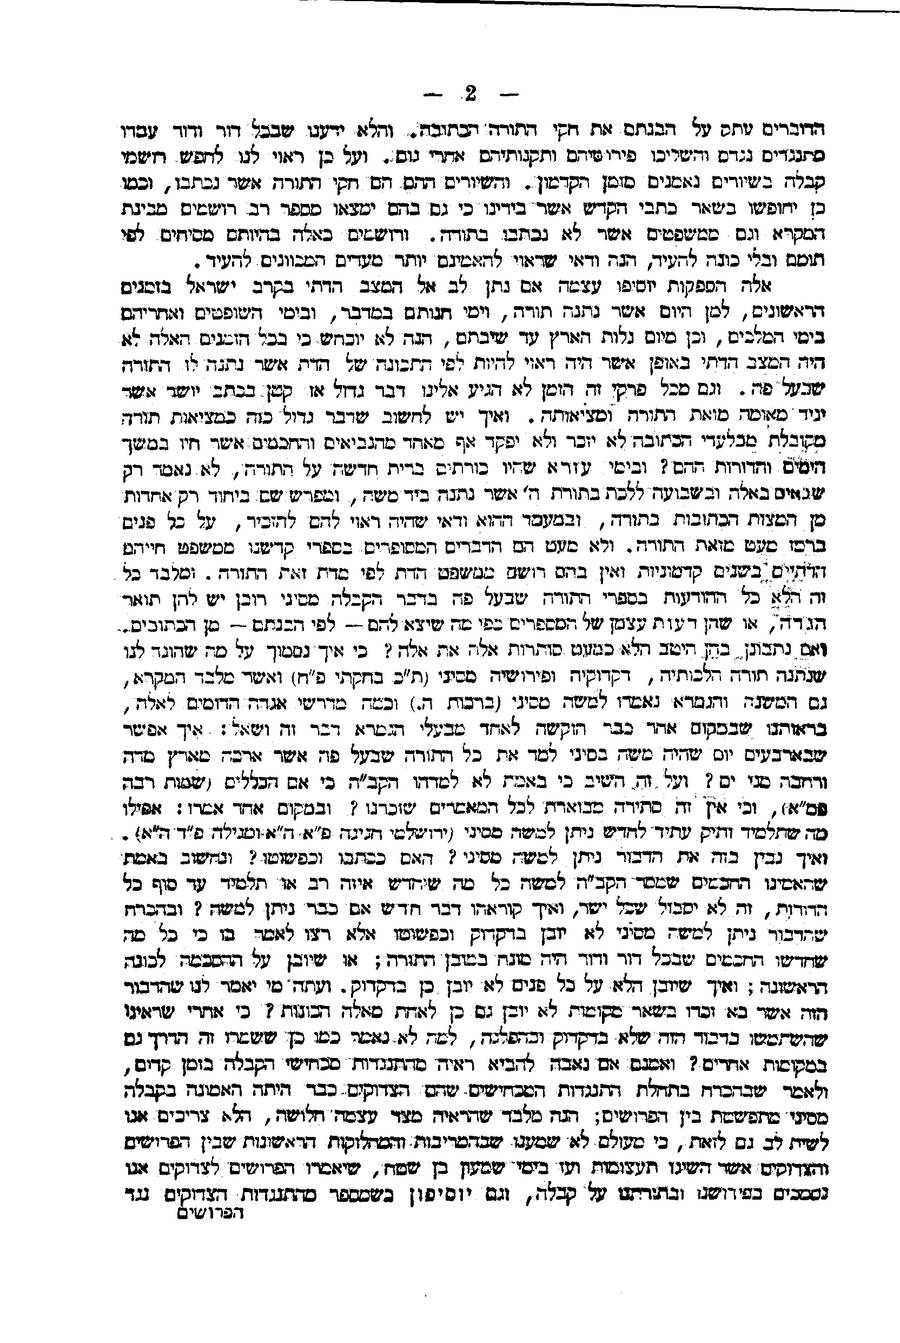 — 2 —
הדוברים עתק על הבנתם את חקי התורה הכתובה. והלא ידענו שבכל דור ודור עמדו
מתנגדים נגדם והשליכו פירושיהם ותקנותיהם אחרי גום. ועל כן ראוי לנו לחפש רושמי
קבלה בשיורים נאמנים מזמן הקדמון. והשיורים ההם הם חקי התורה אשר נכתבו, וכמו
כן יחופשו בשאר כתבי הקדש אשר בידינו כי גם בהם ימצאו מספר רב רושמים מבינת
המקרא וגם ממשפטים אשר לא נכתבו בתורה. ורושמים כאלה בהיותם מסיחים לפי
תומם ובלי כונה להעיד, הנה ודאי שראוי להאמינם יותר מעדים המכוונים להעיד.
אלה הספקות יוסיפו עצמה אם נתן לב אל המצב הדתי בקרב ישראל בזמנים
הראשונים, למן היום אשר נתנה תורה, וימי חנותם במדבר, ובימי השופטים ואחריהם
בימי המלכים, וכן מיום גלות הארץ עד שיבתם, הנה לא יוכחש כי בכל הזמנים האלה לא
היה המצב הדתי באופן אשר היה ראוי להיות לפי התכונה של הדת אשר נתנה לו התורה
שבעל פה. וגם מכל פרקי זה הזמן לא הגיע אלינו דבר גדול או קטן בכתב יושר אשר
יגיד מאומה מזאת התורה ומציאותה. ואיך יש לחשוב שדבר גדול כזה כמציאות תורה
מקובלת מבלעדי הכתובה לא יזכר ולא יפקד אף מאחד מהנביאים והחכמים אשר חיו במשך
הימים והדורות ההם? ובימי עזרא שהיו כורתים ברית חדשה על התורה, לא נאמר רק
שבאים באלה ובשבועה ללכת בתורת ה' אשר נתנה ביד משה, ומפרש שם ביחוד רק אחדות
מן המצות הכתובות בתורה, ובמעמד ההוא ודאי שהיה ראוי להם להזכיר, על כל פנים
ברמז מעט מזאת התורה. ולא מעט הם הדברים המסופרים בספרי קדשנו ממשפט חייהם
הדתיים בשנים קדמוניות ואין בהם רושם ממשפט הדת לפי מדת זאת התורה. ומלבד כל
זה הלא כל ההודעות בספרי התורה שבעל פה בדבר הקבלה מסיני רובן יש להן תואר
הגדה, או שהן דעות עצמן של המספרים כפי מה שיצא להם — לפי הבנתם — מן הכתובים.
ואם נתבונן בהן היטב הלא כמעט סותרות אלה את אלה? כי איך נסמוך על מה שהוגד לנו
שנתנה תורה הלכותיה, דקדוקיה ופירושיה מסיני (ת"כ בחקתי פ"ח) ואשר מלבד המקרא,
גם המשנה והגמרא נאמרו למשה מסיני (ברכות ה.) וכמה מדרשי אגדה הדומים לאלה,
בראותנו שבמקום אחר כבר הוקשה לאחד מבעלי הגמרא דבר זה ושאל: איך אפשר
שבארבעים יום שהיה משה בסיני למד את כל התורה שבעל פה אשר ארכה מארץ מדה
ורחבה מני ים? ועל זה השיב כי באמת לא למדהו הקב"ה כי אם הכללים (שמות רבה
פמ"א), וכי אין זה סתירה מבוארת לכל המאמרים שזכרנו? ובמקום אחר אמרו: אפילו
מה שתלמיד ותיק עתיד לחדש ניתן למשה מסיני (ירושלמי חגיגה פ"א ה"א ומגילה פ"ד ה"א).
ואיך נבין בזה את הדבור ניתן למשה מסיני? האם ככתבו וכפשוטו? ונחשוב באמת
שהאמינו החכמים שמסר הקב"ה למשה כל מה שיחדש איזה רב או תלמיד עד סוף כל
הדורות, זה לא יסבול שכל ישר, ואיך קוראהו דבר חדש אם כבר ניתן למשה? ובהכרח
שהדבור ניתן למשה מסיני לא יובן בדקדוק וכפשוטו אלא רצו לאמר בו כי כל מה
שחדשו החכמים שבכל דור ודור היה מונח במובן התורה; או שיובן על ההסכמה לכונה
הראשונה; ואיך שיובן הלא על כל פנים לא יובן כן בדקדוק. ועתה מי יאמר לנו שהדבור
הזה אשר בא זכרו בשאר מקומות לא יובן גם כן לאחת מאלה הכונות? כי אחרי שראינו
שהשתמשו בדבור הזה שלא בדקדוק ובהפלגה, למה לא נאמר כמו כן ששמרו זה הדרך גם
במקומות אחרים? ואמנם אם נאבה להביא ראיה מהתנגדות מכחישי הקבלה בזמן קדום,
ולאמר שבהכרח בתחלת התנגדות המכחישים שהם הצדוקים כבר היתה האמונה בקבלה
מסיני מתפשטת בין הפרושים; הנה מלבד שהראיה מצד עצמה חלושה, הלא צריכים אנו
לשית לב גם לזאת, כי מעולם לא שמענו שבהמריבות והמחלוקות הראשונות שבין הפרושים
והצדוקים אשר השיגו תעצומות ועז בימי שמעון בן שטח, שיאמרו הפרושים לצדוקים אנו
נסמכים בפירושנו ובתורתנו על קבלה, וגם יוסיפון בשמספר מהתנגדות הצדוקים נגד
הפרושים